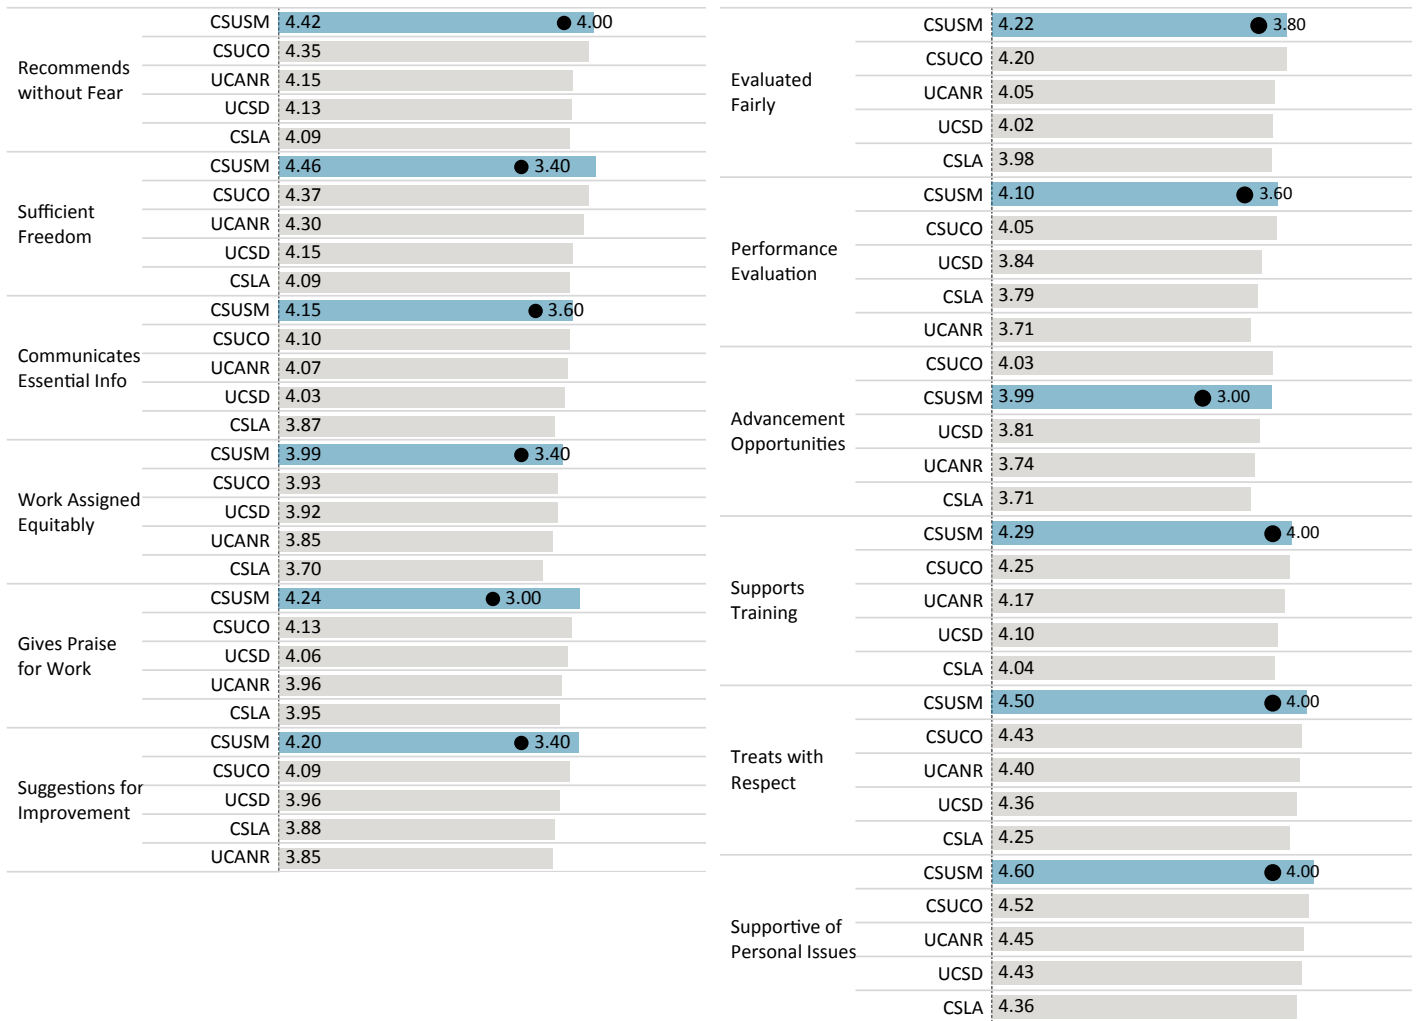 Recommends
without Fear
CSUSM 4.42 4.00
CSUCO 4.35
UCANR 4.15
UCSD 4.13
CSLA 4.09
Sufficient
Freedom
CSUSM 4.46 3.40
CSUCO 4.37
UCANR 4.30
UCSD 4.15
CSLA 4.09
Communicates
Essential Info
CSUSM 4.15 3.60
CSUCO 4.10
UCANR 4.07
UCSD 4.03
CSLA 3.87
Work Assigned
Equitably
CSUSM 3.99 3.40
CSUCO 3.93
UCSD 3.92
UCANR 3.85
CSLA 3.70
Gives Praise
for Work
CSUSM 4.24 3.00
CSUCO 4.13
UCSD 4.06
UCANR 3.96
CSLA 3.95
Suggestions for
Improvement
CSUSM 4.20 3.40
CSUCO 4.09
UCSD 3.96
CSLA 3.88
UCANR 3.85
Evaluated
Fairly
CSUSM 4.22 3.80
CSUCO 4.20
UCANR 4.05
UCSD 4.02
CSLA 3.98
Performance
Evaluation
CSUSM 4.10 3.60
CSUCO 4.05
UCSD 3.84
CSLA 3.79
UCANR 3.71
Advancement
Opportunities
CSUCO 4.03
CSUSM 3.99 3.00
UCSD 3.81
UCANR 3.74
CSLA 3.71
Supports
Training
CSUSM 4.29 4.00
CSUCO 4.25
UCANR 4.17
UCSD 4.10
CSLA 4.04
Treats with
Respect
CSUSM 4.50 4.00
CSUCO 4.43
UCANR 4.40
UCSD 4.36
CSLA 4.25
Supportive of
Personal Issues
CSUSM 4.60 4.00
CSUCO 4.52
UCANR 4.45
UCSD 4.43
CSLA 4.36